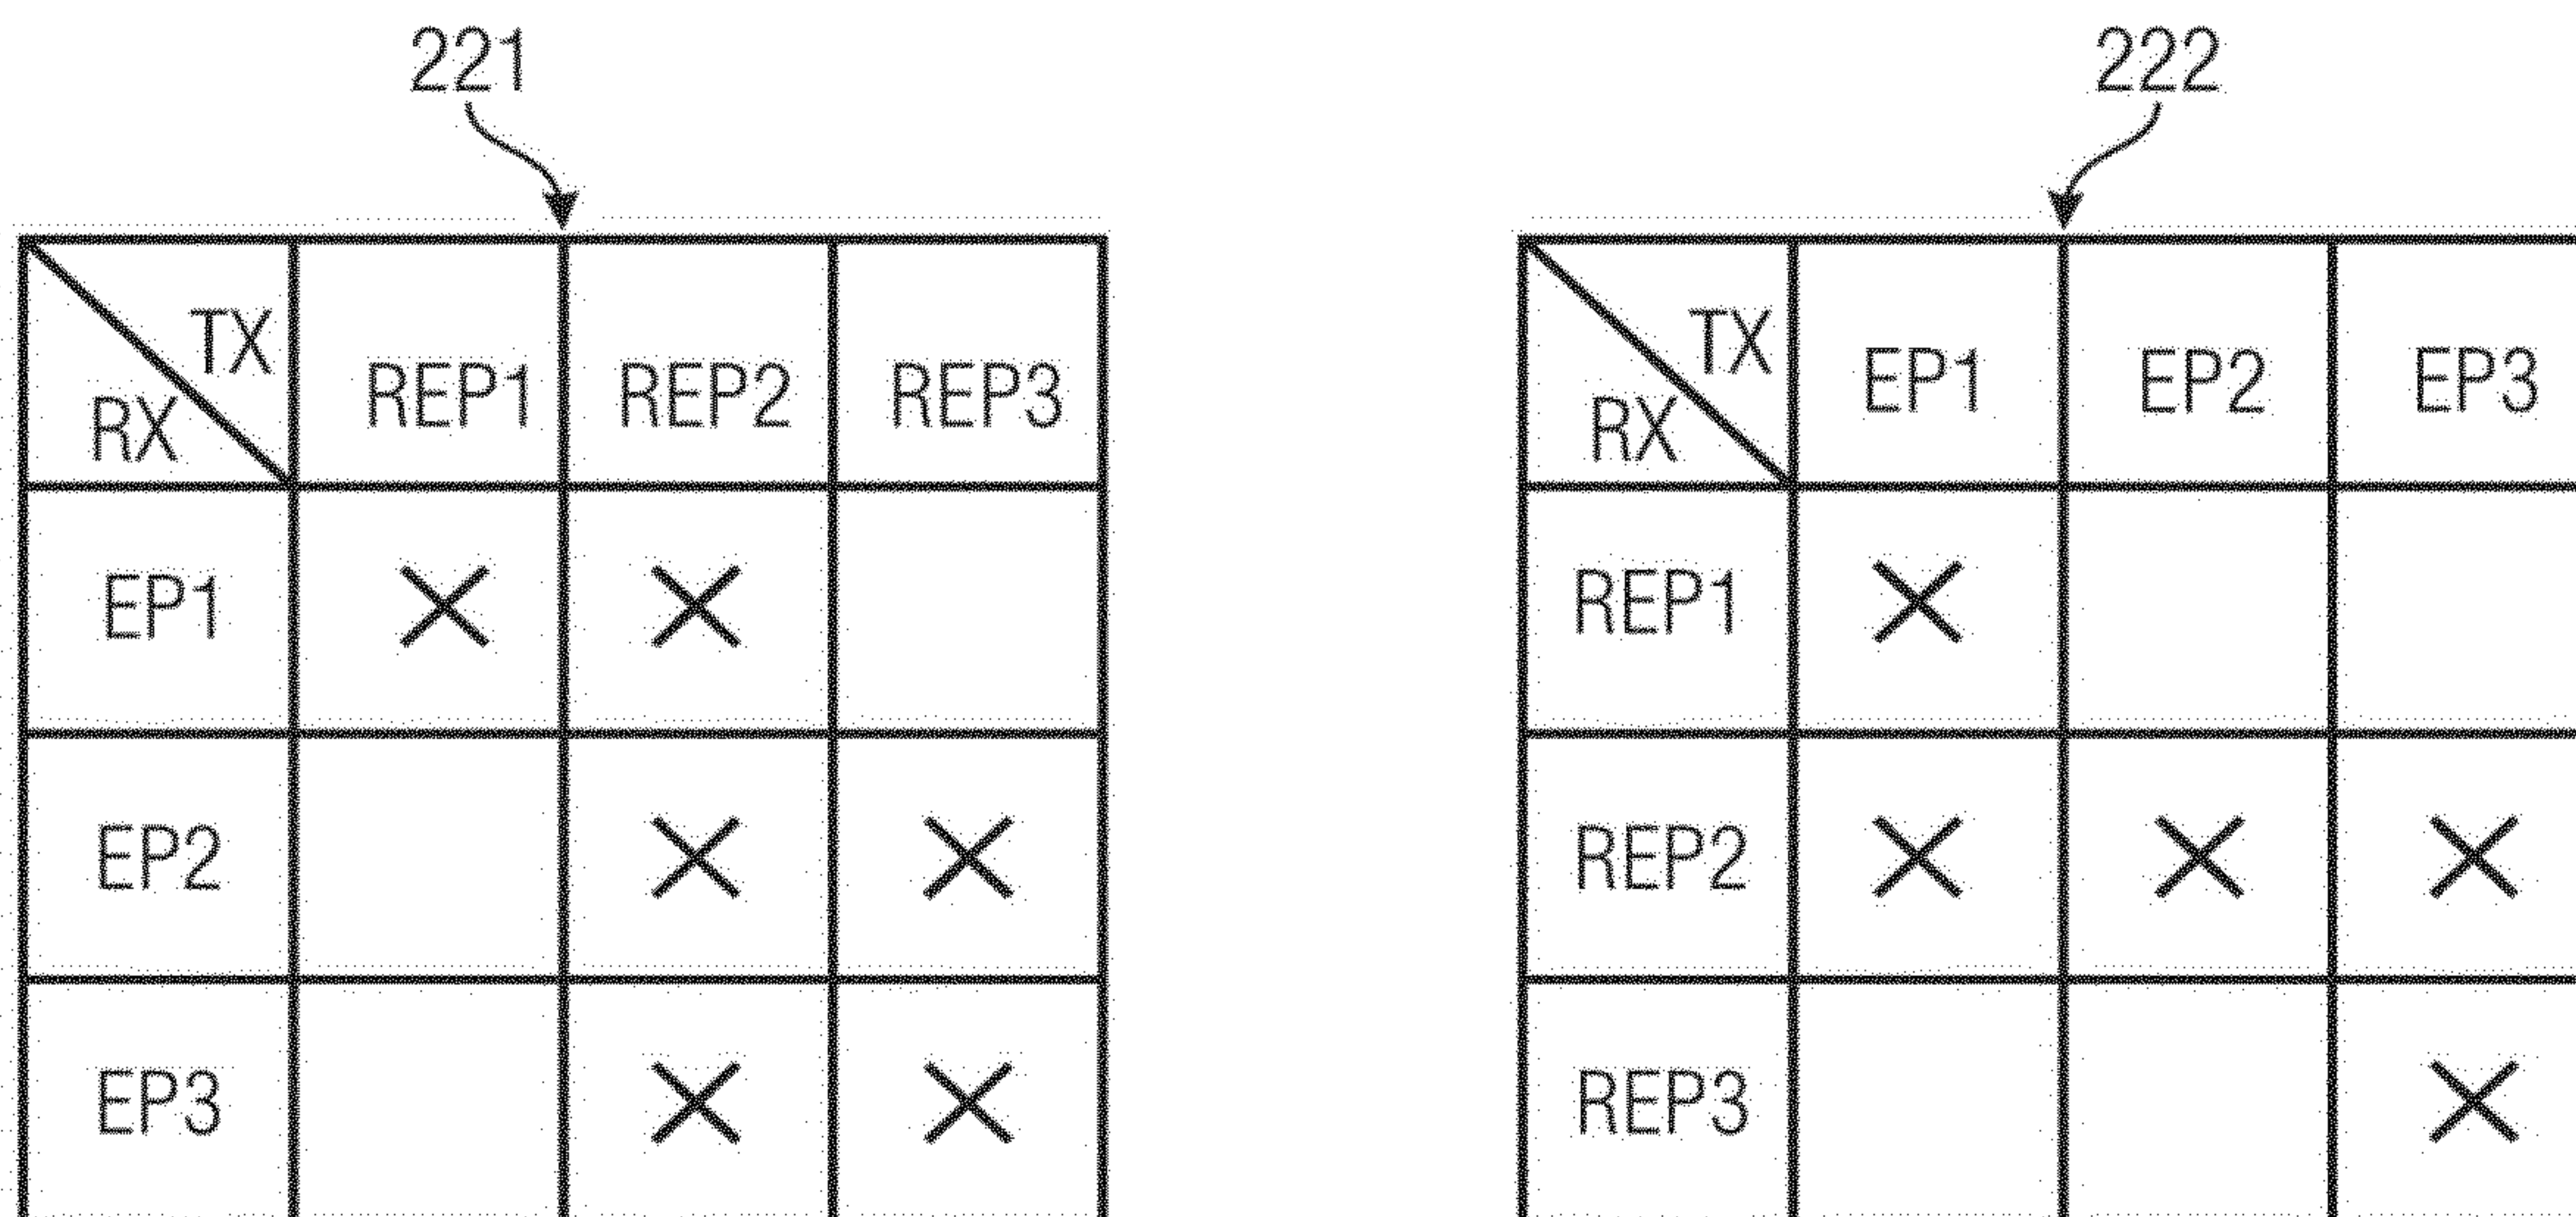 221
222
TX REP1 REP2 REP3
RX
EP1 X X
EP2 X X
EP3 X X
TX EP1 EP2 EP3
RX
REP1 X
REP2 X X X
REP3 X